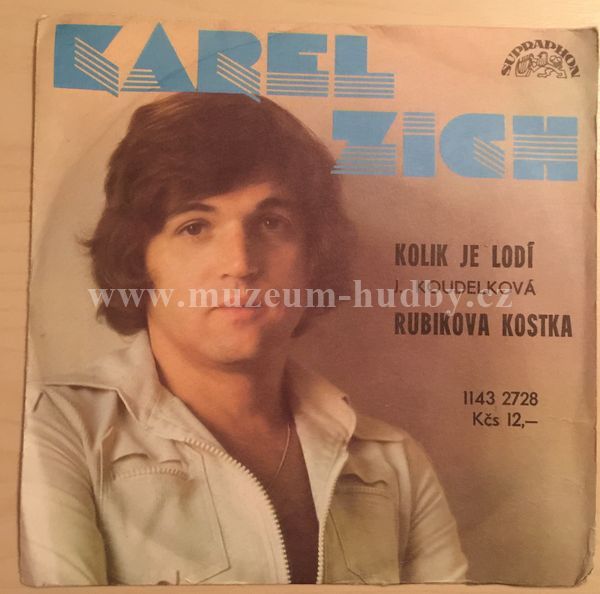 KAREL
ZICH
SUPRAPHON
KOLIK JE LODÍ
J. KOUDELKOVÁ
www.muzeum-hudby.cz
RUBIKOVA KOSTKA
1143 2728
Kčs 12,–